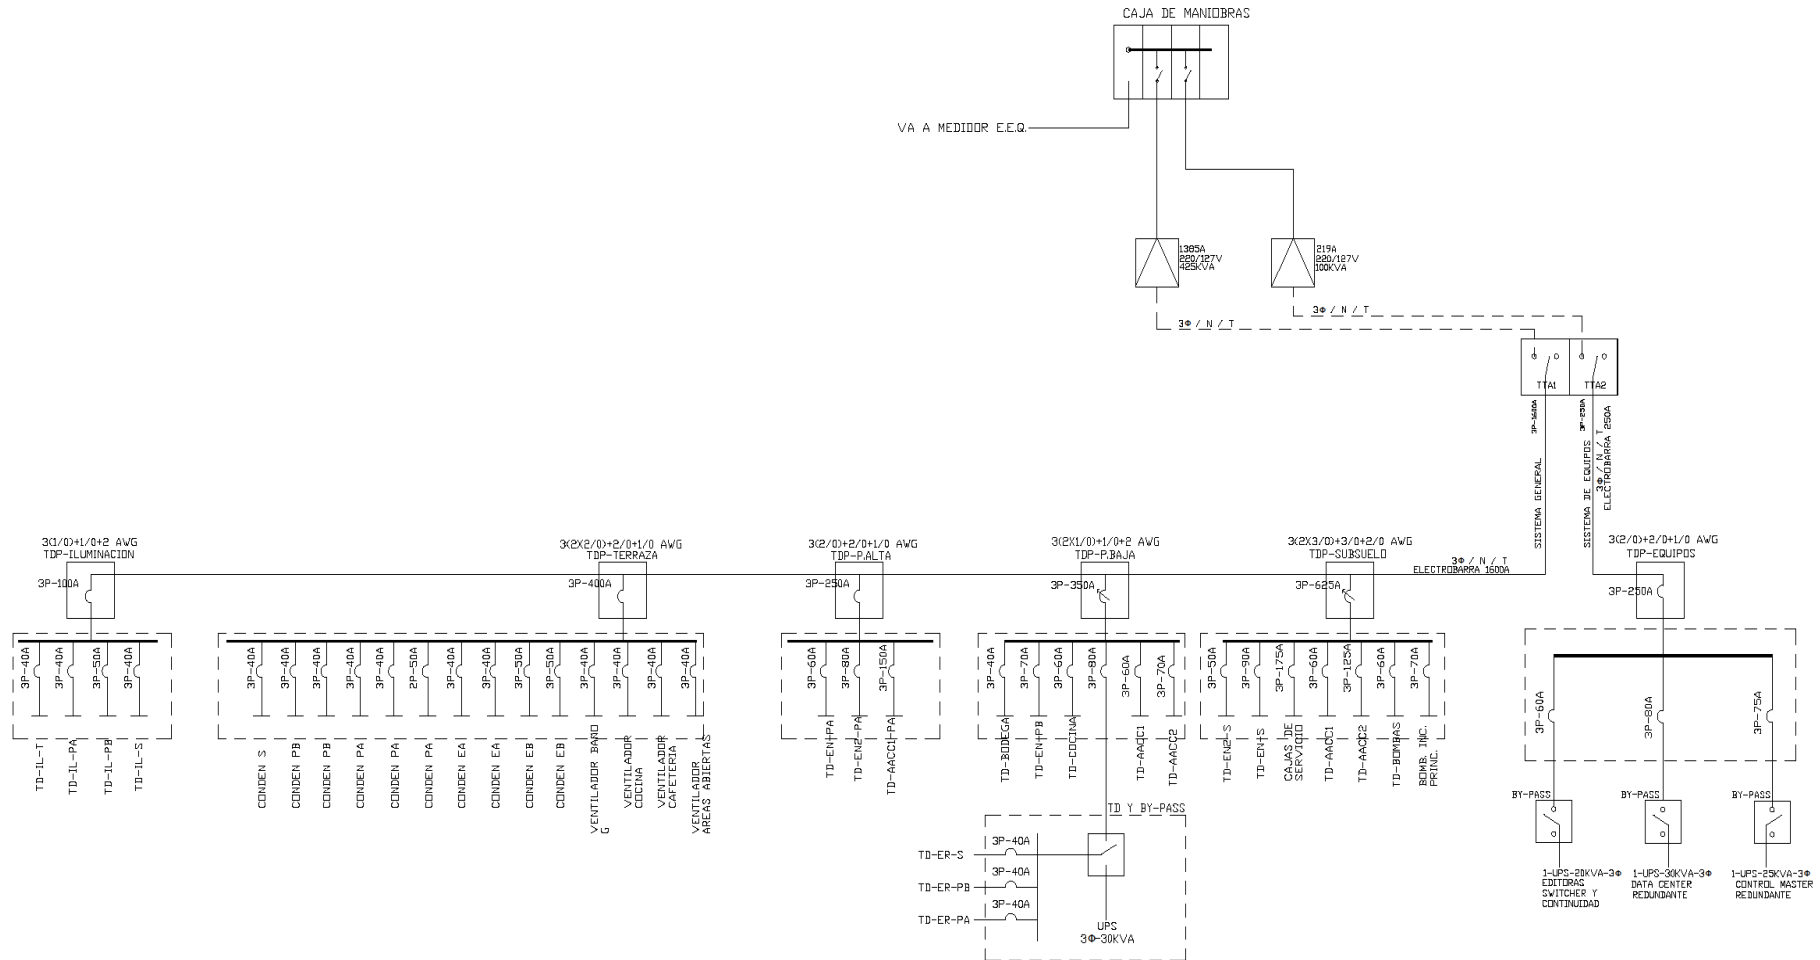 CAJA DE MANIOBRAS
VA A MEDIDOR E.E.Q.
1385A
220/127V
425KVA
219A
220/127V
100KVA
3Φ / N / T
3Φ / N / T
TTA1
TTA2
3P-1600A
3P-250A
SISTEMA GENERAL
SISTEMA DE EQUIPOS
3Φ / N / T
ELECTROBARRA 250A
3(1/0)+1/0+2 AWG
TDP-ILUMINACION
3P-100A
3(2X2/0)+2/0+1/0 AWG
TDP-TERRAZA
3P-400A
3(2/0)+2/0+1/0 AWG
TDP-P.ALTA
3P-250A
3(2X1/0)+1/0+2 AWG
TDP-P.BAJA
3P-350A
3(2X3/0)+3/0+2/0 AWG
TDP-SUBSUELO
3P-625A
3Φ / N / T
ELECTROBARRA 1600A
3(2/0)+2/0+1/0 AWG
TDP-EQUIPOS
3P-250A
3P-40A
3P-40A
3P-50A
3P-40A
TD-IL-T
TD-IL-PA
TD-IL-PB
TD-IL-S
3P-40A
3P-40A
3P-40A
3P-40A
3P-40A
2P-50A
3P-40A
3P-40A
3P-50A
3P-50A
3P-40A
3P-40A
3P-40A
3P-40A
CONDEN S
CONDEN PB
CONDEN PB
CONDEN PA
CONDEN PA
CONDEN PA
CONDEN EA
CONDEN EA
CONDEN EB
CONDEN EB
VENTILADOR BANO
G
VENTILADOR
COCINA
VENTILADOR
CAFETERIA
VENTILADOR
AREAS ABIERTAS
3P-60A
3P-80A
3P-150A
TD-EN-PA
TD-EN2-PA
TD-AACC1-PA
3P-40A
3P-70A
3P-60A
3P-80A
3P-60A
3P-70A
TD-BODEGA
TD-EN-PB
TD-COCINA
TD-AACC1
TD-AACC2
3P-50A
3P-90A
3P-175A
3P-60A
3P-125A
3P-60A
3P-70A
TD-EN2-S
TD-EN-S
CAJAS DE
SERVICIO
TD-AACC1
TD-AACC2
TD-BOMBAS
BOMB. INC.
PRINC.
3P-60A
3P-80A
3P-75A
BY-PASS
BY-PASS
BY-PASS
1-UPS-20KVA-3Φ
EDITORAS
SWITCHER Y
CONTINUIDAD
1-UPS-30KVA-3Φ
DATA CENTER
REDUNDANTE
1-UPS-25KVA-3Φ
CONTROL MASTER
REDUNDANTE
TD Y BY-PASS
TD-ER-S
3P-40A
TD-ER-PB
3P-40A
TD-ER-PA
3P-40A
UPS
3Φ-30KVA